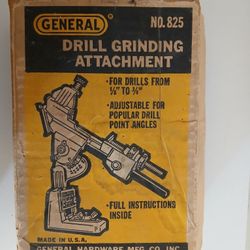 GENERAL NO. 825
DRILL GRINDING
ATTACHMENT
• FOR DRILLS FROM
⅛" TO ¾"
• ADJUSTABLE FOR
POPULAR DRILL
POINT ANGLES
• FULL INSTRUCTIONS
INSIDE
MADE IN U.S.A.
GENERAL HARDWARE MFG. CO. INC.